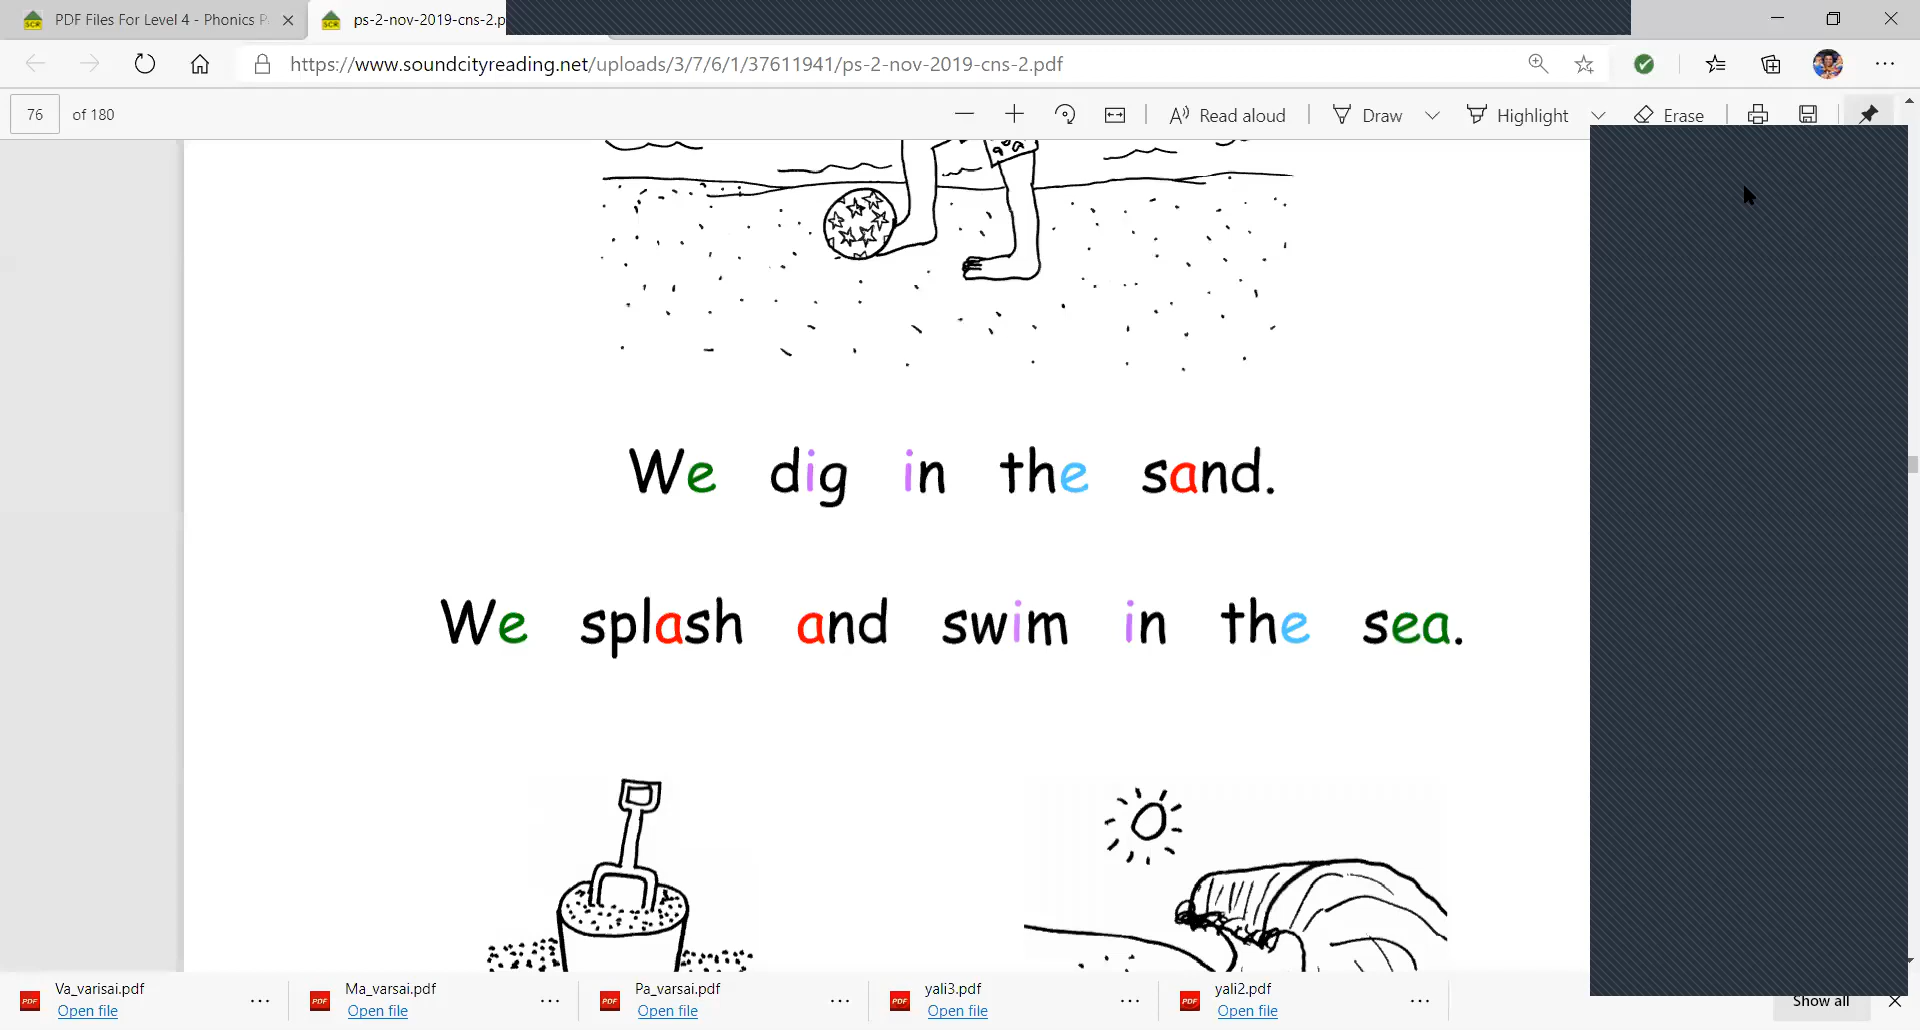 PDF Files For Level 4 - Phonics P
ps-2-nov-2019-cns-2.p
https://www.soundcityreading.net/uploads/3/7/6/1/37611941/ps-2-nov-2019-cns-2.pdf
76 of 180
Read aloud
Draw
Highlight
Erase
We dig in the sand.
We splash and swim in the sea.
Va_varisai.pdf
Open file
Ma_varsai.pdf
Open file
Pa_varsai.pdf
Open file
yali3.pdf
Open file
yali2.pdf
Open file
Show all